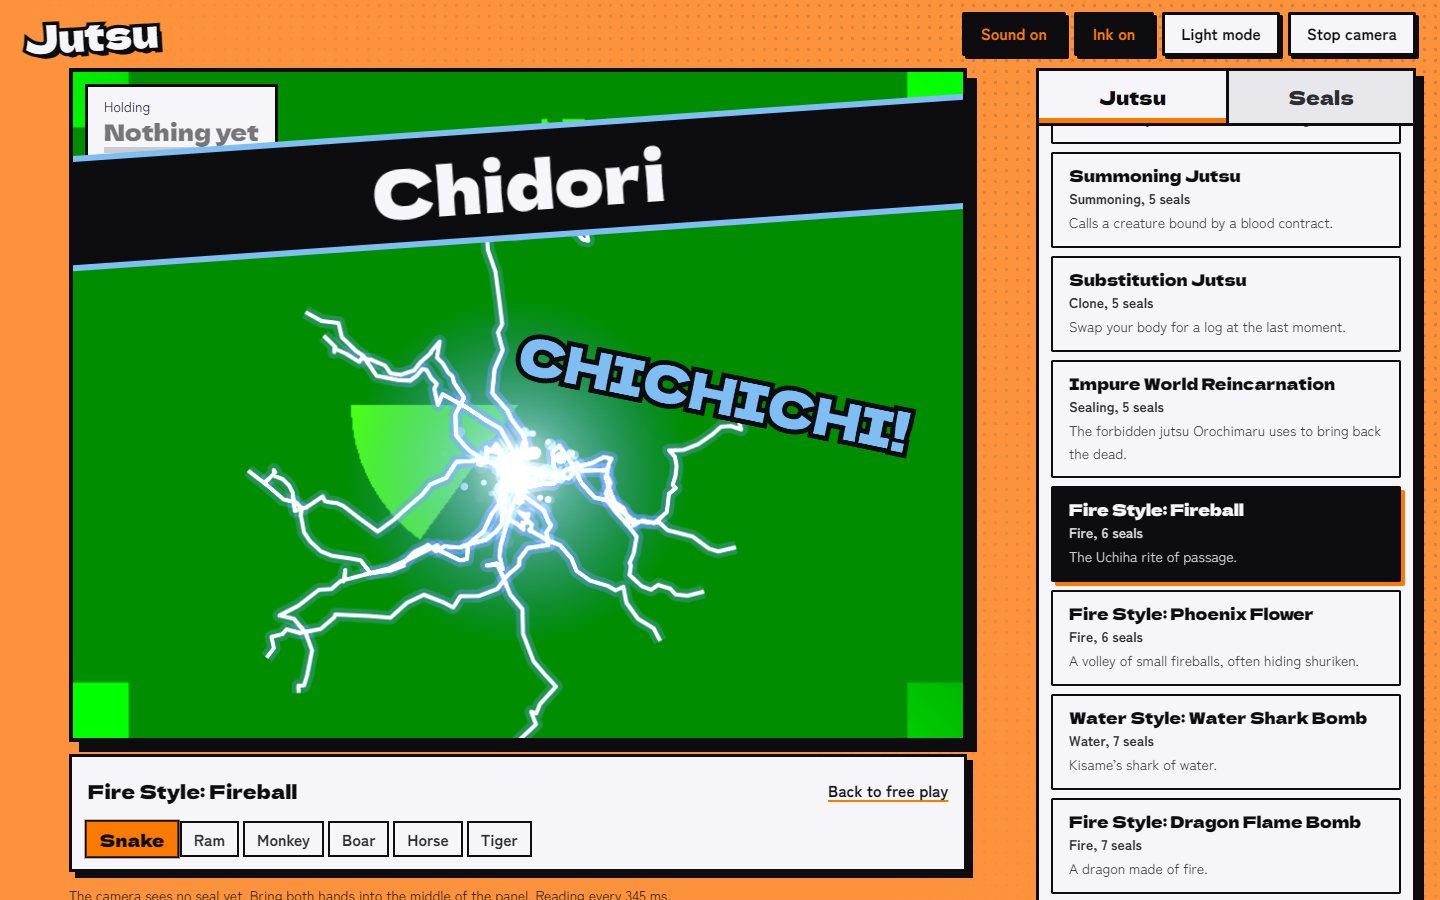 Jutsu
Sound on
Ink on
Light mode
Stop camera
Holding
Nothing yet
Chidori
CHICHICHI!
Fire Style: Fireball
Back to free play
Snake
Ram
Monkey
Boar
Horse
Tiger
The camera sees no seal yet. Bring both hands into the middle of the panel. Reading every 345 ms.
Jutsu
Seals
Summoning Jutsu
Summoning, 5 seals
Calls a creature bound by a blood contract.
Substitution Jutsu
Clone, 5 seals
Swap your body for a log at the last moment.
Impure World Reincarnation
Sealing, 5 seals
The forbidden jutsu Orochimaru uses to bring back
the dead.
Fire Style: Fireball
Fire, 6 seals
The Uchiha rite of passage.
Fire Style: Phoenix Flower
Fire, 6 seals
A volley of small fireballs, often hiding shuriken.
Water Style: Water Shark Bomb
Water, 7 seals
Kisame’s shark of water.
Fire Style: Dragon Flame Bomb
Fire, 7 seals
A dragon made of fire.